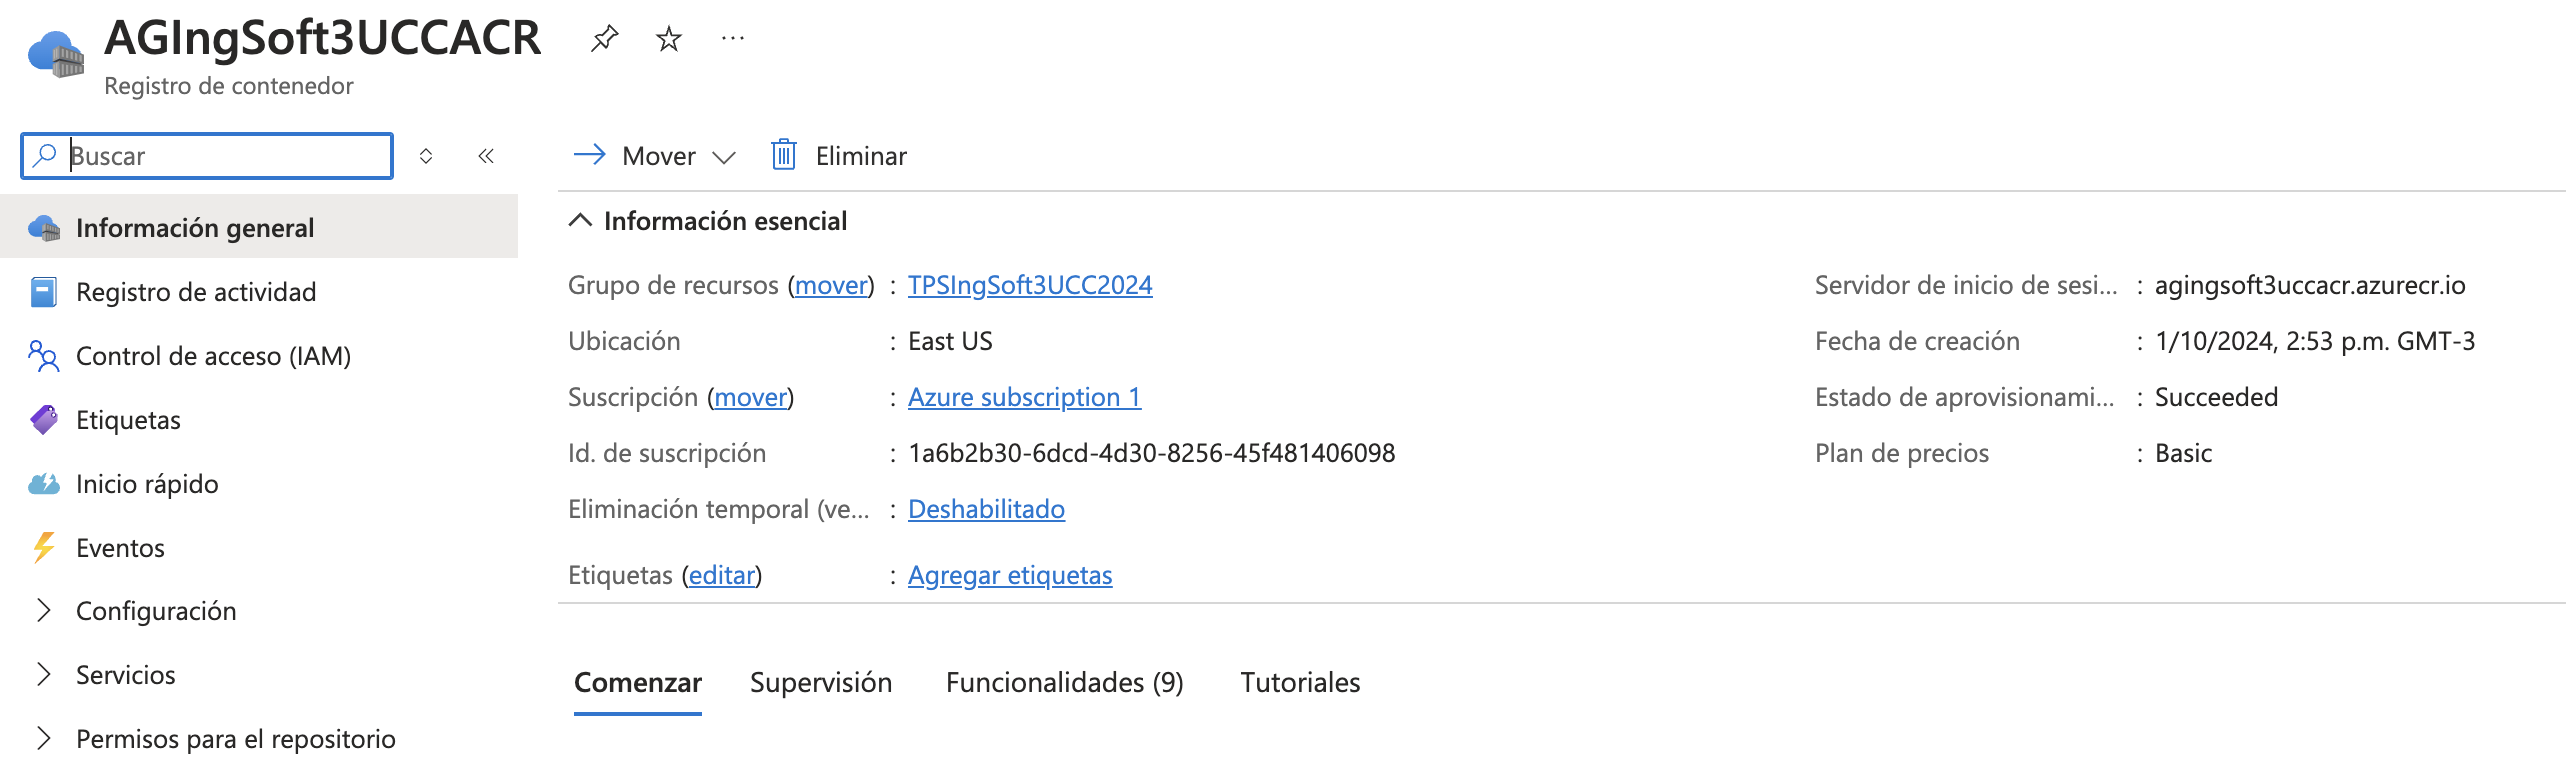 AGIngSoft3UCCACR
Registro de contenedor
Buscar
Información general
Registro de actividad
Control de acceso (IAM)
Etiquetas
Inicio rápido
Eventos
Configuración
Servicios
Permisos para el repositorio
Mover
Eliminar
Información esencial
Grupo de recursos (mover) : TPSIngSoft3UCC2024
Ubicación : East US
Suscripción (mover) : Azure subscription 1
Id. de suscripción : 1a6b2b30-6dcd-4d30-8256-45f481406098
Eliminación temporal (ve... : Deshabilitado
Etiquetas (editar) : Agregar etiquetas
Servidor de inicio de sesi... : agingsoft3uccacr.azurecr.io
Fecha de creación : 1/10/2024, 2:53 p.m. GMT-3
Estado de aprovisionami... : Succeeded
Plan de precios : Basic
Comenzar
Supervisión
Funcionalidades (9)
Tutoriales